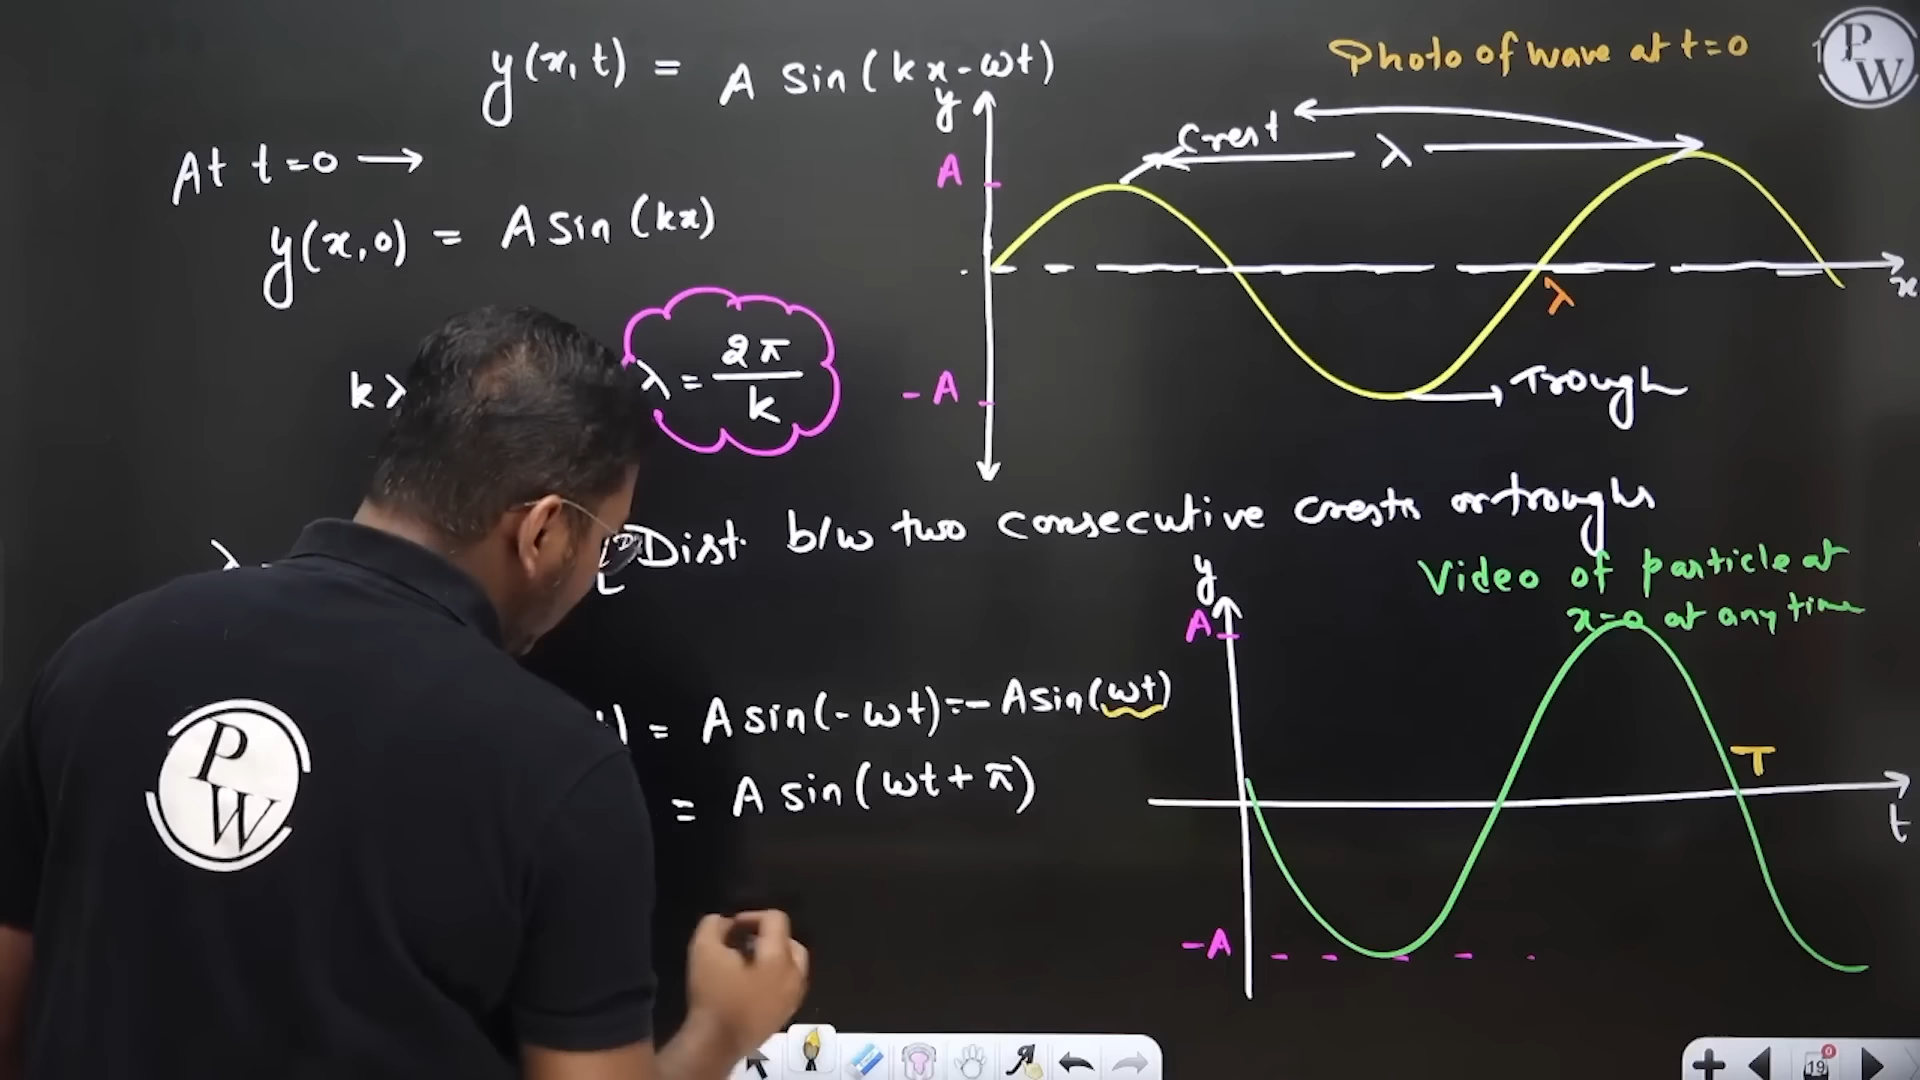 y(x, t) = A Sin (kx - ωt)
Photo of wave at t=0
PW
At t=0 →
y(x,0) = A Sin (kx)
y
A
Crest
λ
λ
x
-A
Trough
kλ
λ = 2π/k
λ
Dist. b/w two consecutive crests or troughs
Video of particle at
x=0 at any time
y
A
= A sin(-ωt) = - A sin(ωt)
= A sin (ωt + π)
T
t
-A
PW
19